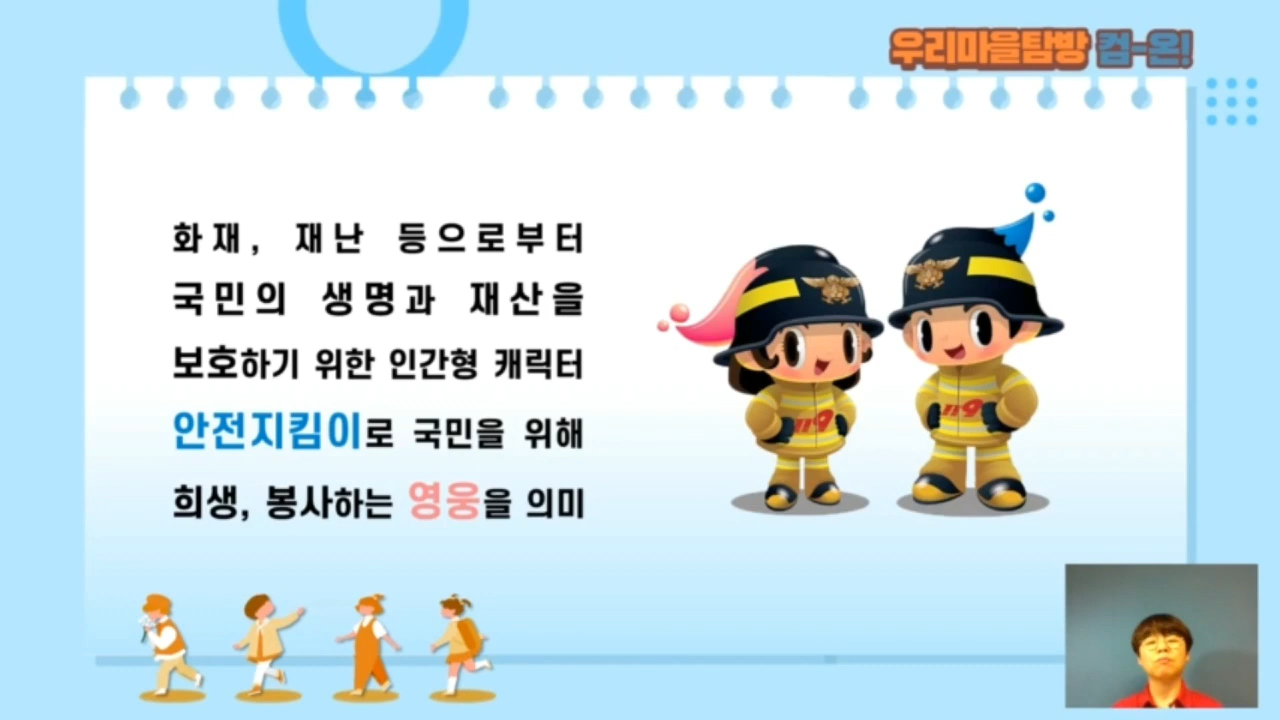 우리마을탐방 컴-온!
화재, 재난 등으로부터
국민의 생명과 재산을
보호하기 위한 인간형 캐릭터
안전지킴이로 국민을 위해
희생, 봉사하는 영웅을 의미
119
119